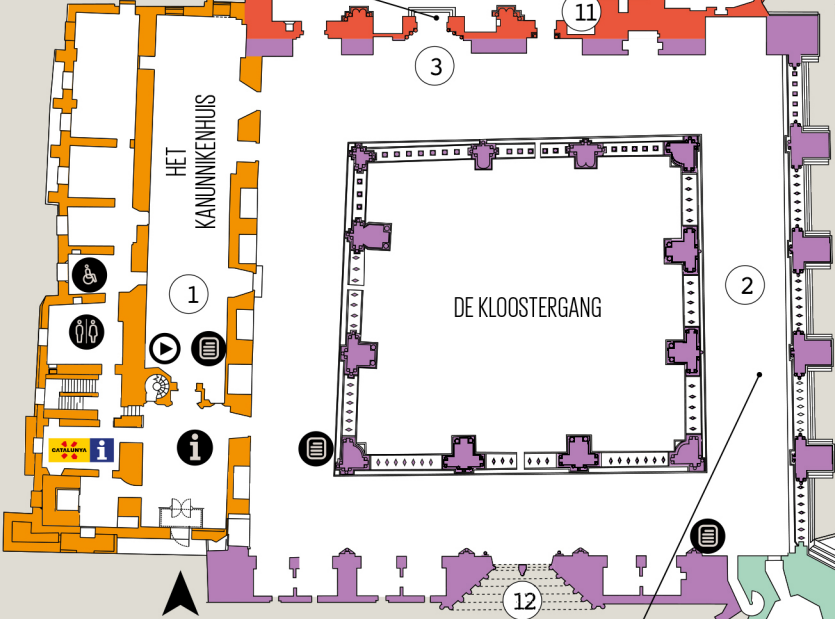 11
3
HET
KANUNNIKENHUIS
1
2
DE KLOOSTERGANG
CATALUNYA i
i
12